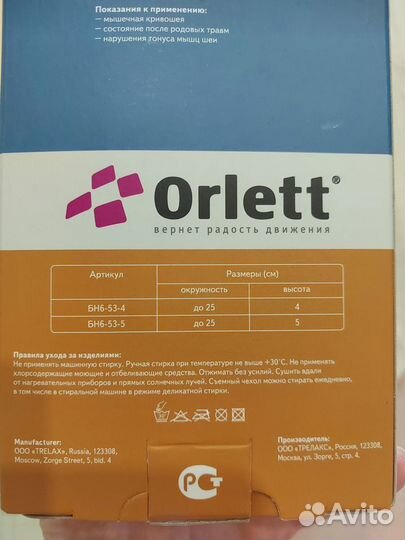 Показания к применению:
— мышечная кривошея
— состояние после родовых травм
— нарушения тонуса мышц шеи
Orlett®
вернет радость движения
Артикул
Размеры (см)
окружность
высота
БН6-53-4
до 25
4
БН6-53-5
до 25
5
Правила ухода за изделиями:
Не применять машинную стирку. Ручная стирка при температуре не выше +30°С. Не применять
хлорсодержащие моющие и отбеливающие средства. Отжимать без усилий. Сушить вдали
от нагревательных приборов и прямых солнечных лучей. Съемный чехол можно стирать ежедневно,
в том числе в стиральной машине в режиме деликатной стирки.
Manufacturer:
ООО «TRELAX», Russia, 123308,
Moscow, Zorge Street, 5, bld. 4
Производитель:
ООО «ТРЕЛАКС», Россия, 123308,
Москва, ул. Зорге, 5, стр. 4.
РСТ
Avito